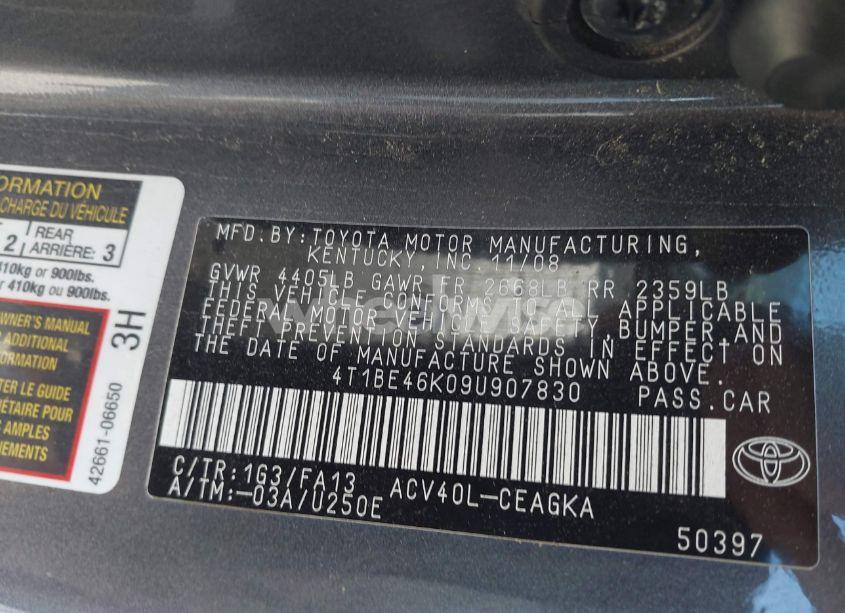 ORMATION
CHARGE DU VÉHICULE
2 REAR ARRIÈRE: 3
410kg or 900lbs.
410kg ou 900lbs.
WNER'S MANUAL
ADDITIONAL
ORMATION
TER LE GUIDE
IÉTAIRE POUR
AMPLES
NEMENTS
3H
42661-06650
MFD.BY:TOYOTA MOTOR MANUFACTURING,
KENTUCKY,INC.11/08
GVWR 4405LB GAWR FR 2668LB RR 2359LB
THIS VEHICLE CONFORMS TO ALL APPLICABLE
FEDERAL MOTOR VEHICLE SAFETY, BUMPER,AND
THEFT PREVENTION STANDARDS IN EFFECT ON
THE DATE OF MANUFACTURE SHOWN ABOVE.
4T1BE46K09U907830 PASS.CAR
C/TR:1G3/FA13
A/TM:-03A/U250E ACV40L-CEAGKA
50397